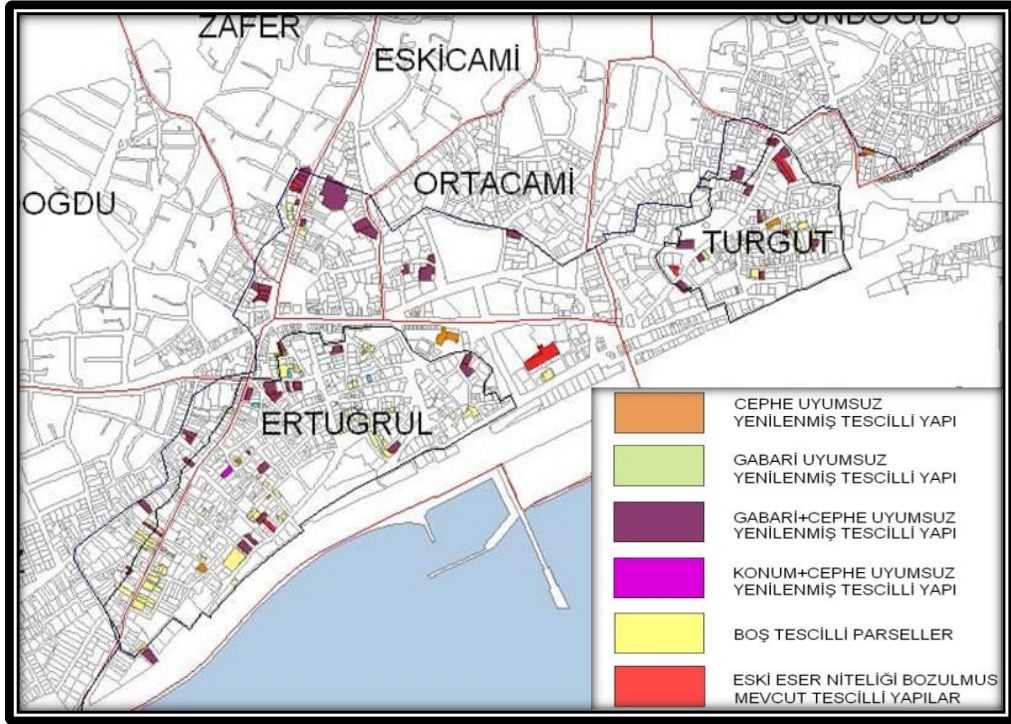 ZAFER
GÜNDOĞDU
ESKİCAMİ
ORTACAMİ
OĞDU
TURGUT
ERTUĞRUL
CEPHE UYUMSUZ
YENİLENMİŞ TESCİLLİ YAPI
GABARİ UYUMSUZ
YENİLENMİŞ TESCİLLİ YAPI
GABARİ+CEPHE UYUMSUZ
YENİLENMİŞ TESCİLLİ YAPI
KONUM+CEPHE UYUMSUZ
YENİLENMİŞ TESCİLLİ YAPI
BOŞ TESCİLLİ PARSELLER
ESKİ ESER NİTELİĞİ BOZULMUS
MEVCUT TESCİLLİ YAPILAR